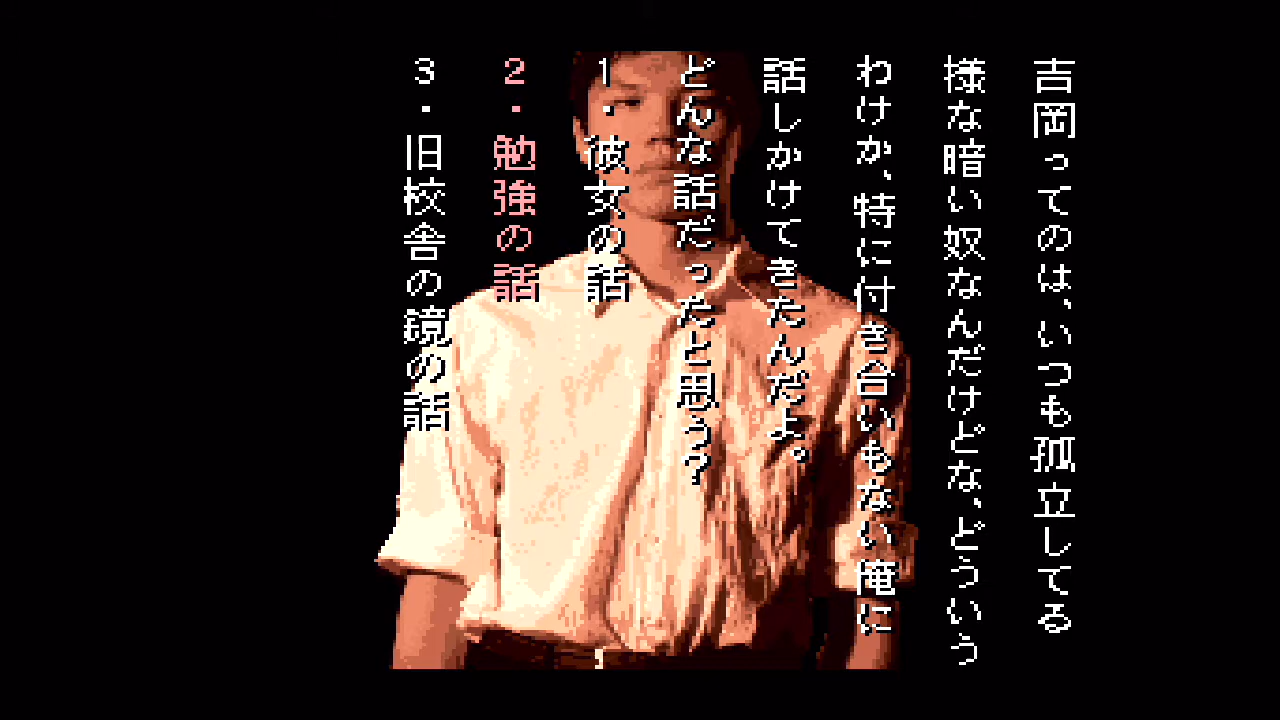 吉岡ってのは、いつも孤立してる
様な暗い奴なんだけどな、どういう
わけか、特に付き合いもない俺に
話しかけてきたんだよ。
どんな話だったと思う？
1・彼女の話
2・勉強の話
3・旧校舎の鏡の話